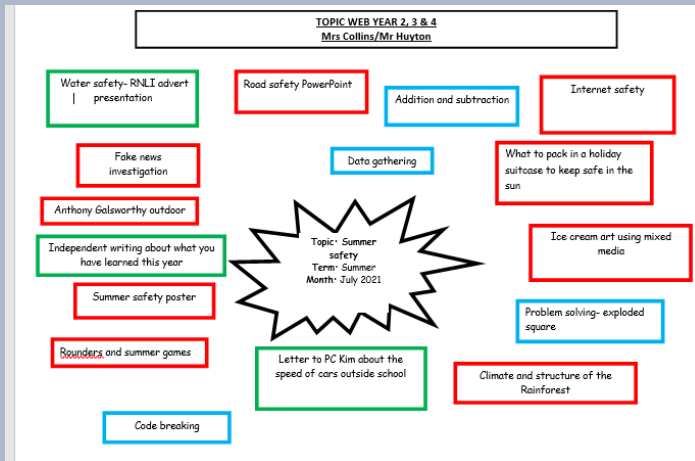 TOPIC WEB YEAR 2, 3 & 4
Mrs Collins/Mr Huyton
Water safety- RNLI advert
presentation
Road safety PowerPoint
Addition and subtraction
Internet safety
Fake news
investigation
Data gathering
What to pack in a holiday
suitcase to keep safe in the
sun
Anthony Galsworthy outdoor
Independent writing about what you
have learned this year
Topic- Summer
safety
Term- Summer
Month- July 2021
Ice cream art using mixed
media
Summer safety poster
Problem solving- exploded
square
Rounders and summer games
Letter to PC Kim about the
speed of cars outside school
Climate and structure of the
Rainforest
Code breaking